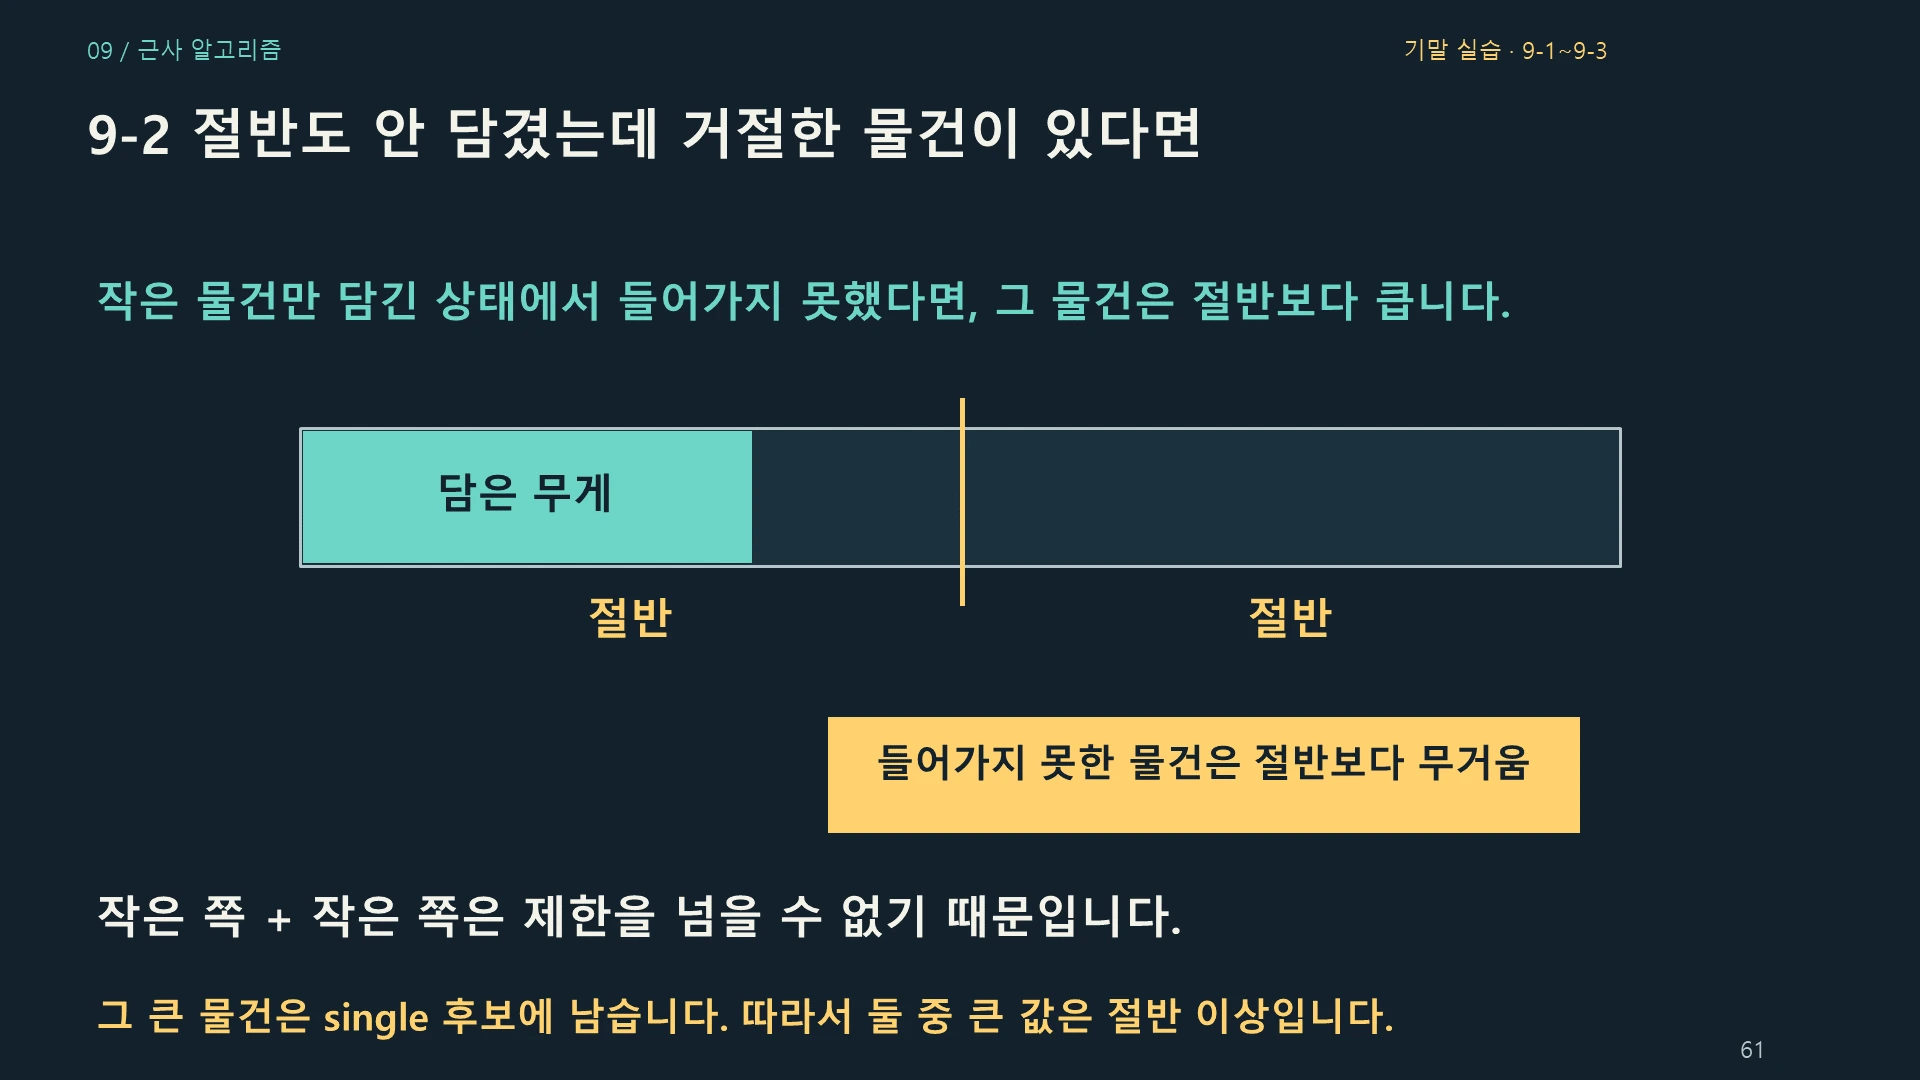 09 / 근사 알고리즘
기말 실습 · 9-1~9-3
9-2 절반도 안 담겼는데 거절한 물건이 있다면
작은 물건만 담긴 상태에서 들어가지 못했다면, 그 물건은 절반보다 큽니다.
담은 무게
절반
절반
들어가지 못한 물건은 절반보다 무거움
작은 쪽 + 작은 쪽은 제한을 넘을 수 없기 때문입니다.
그 큰 물건은 single 후보에 남습니다. 따라서 둘 중 큰 값은 절반 이상입니다.
61